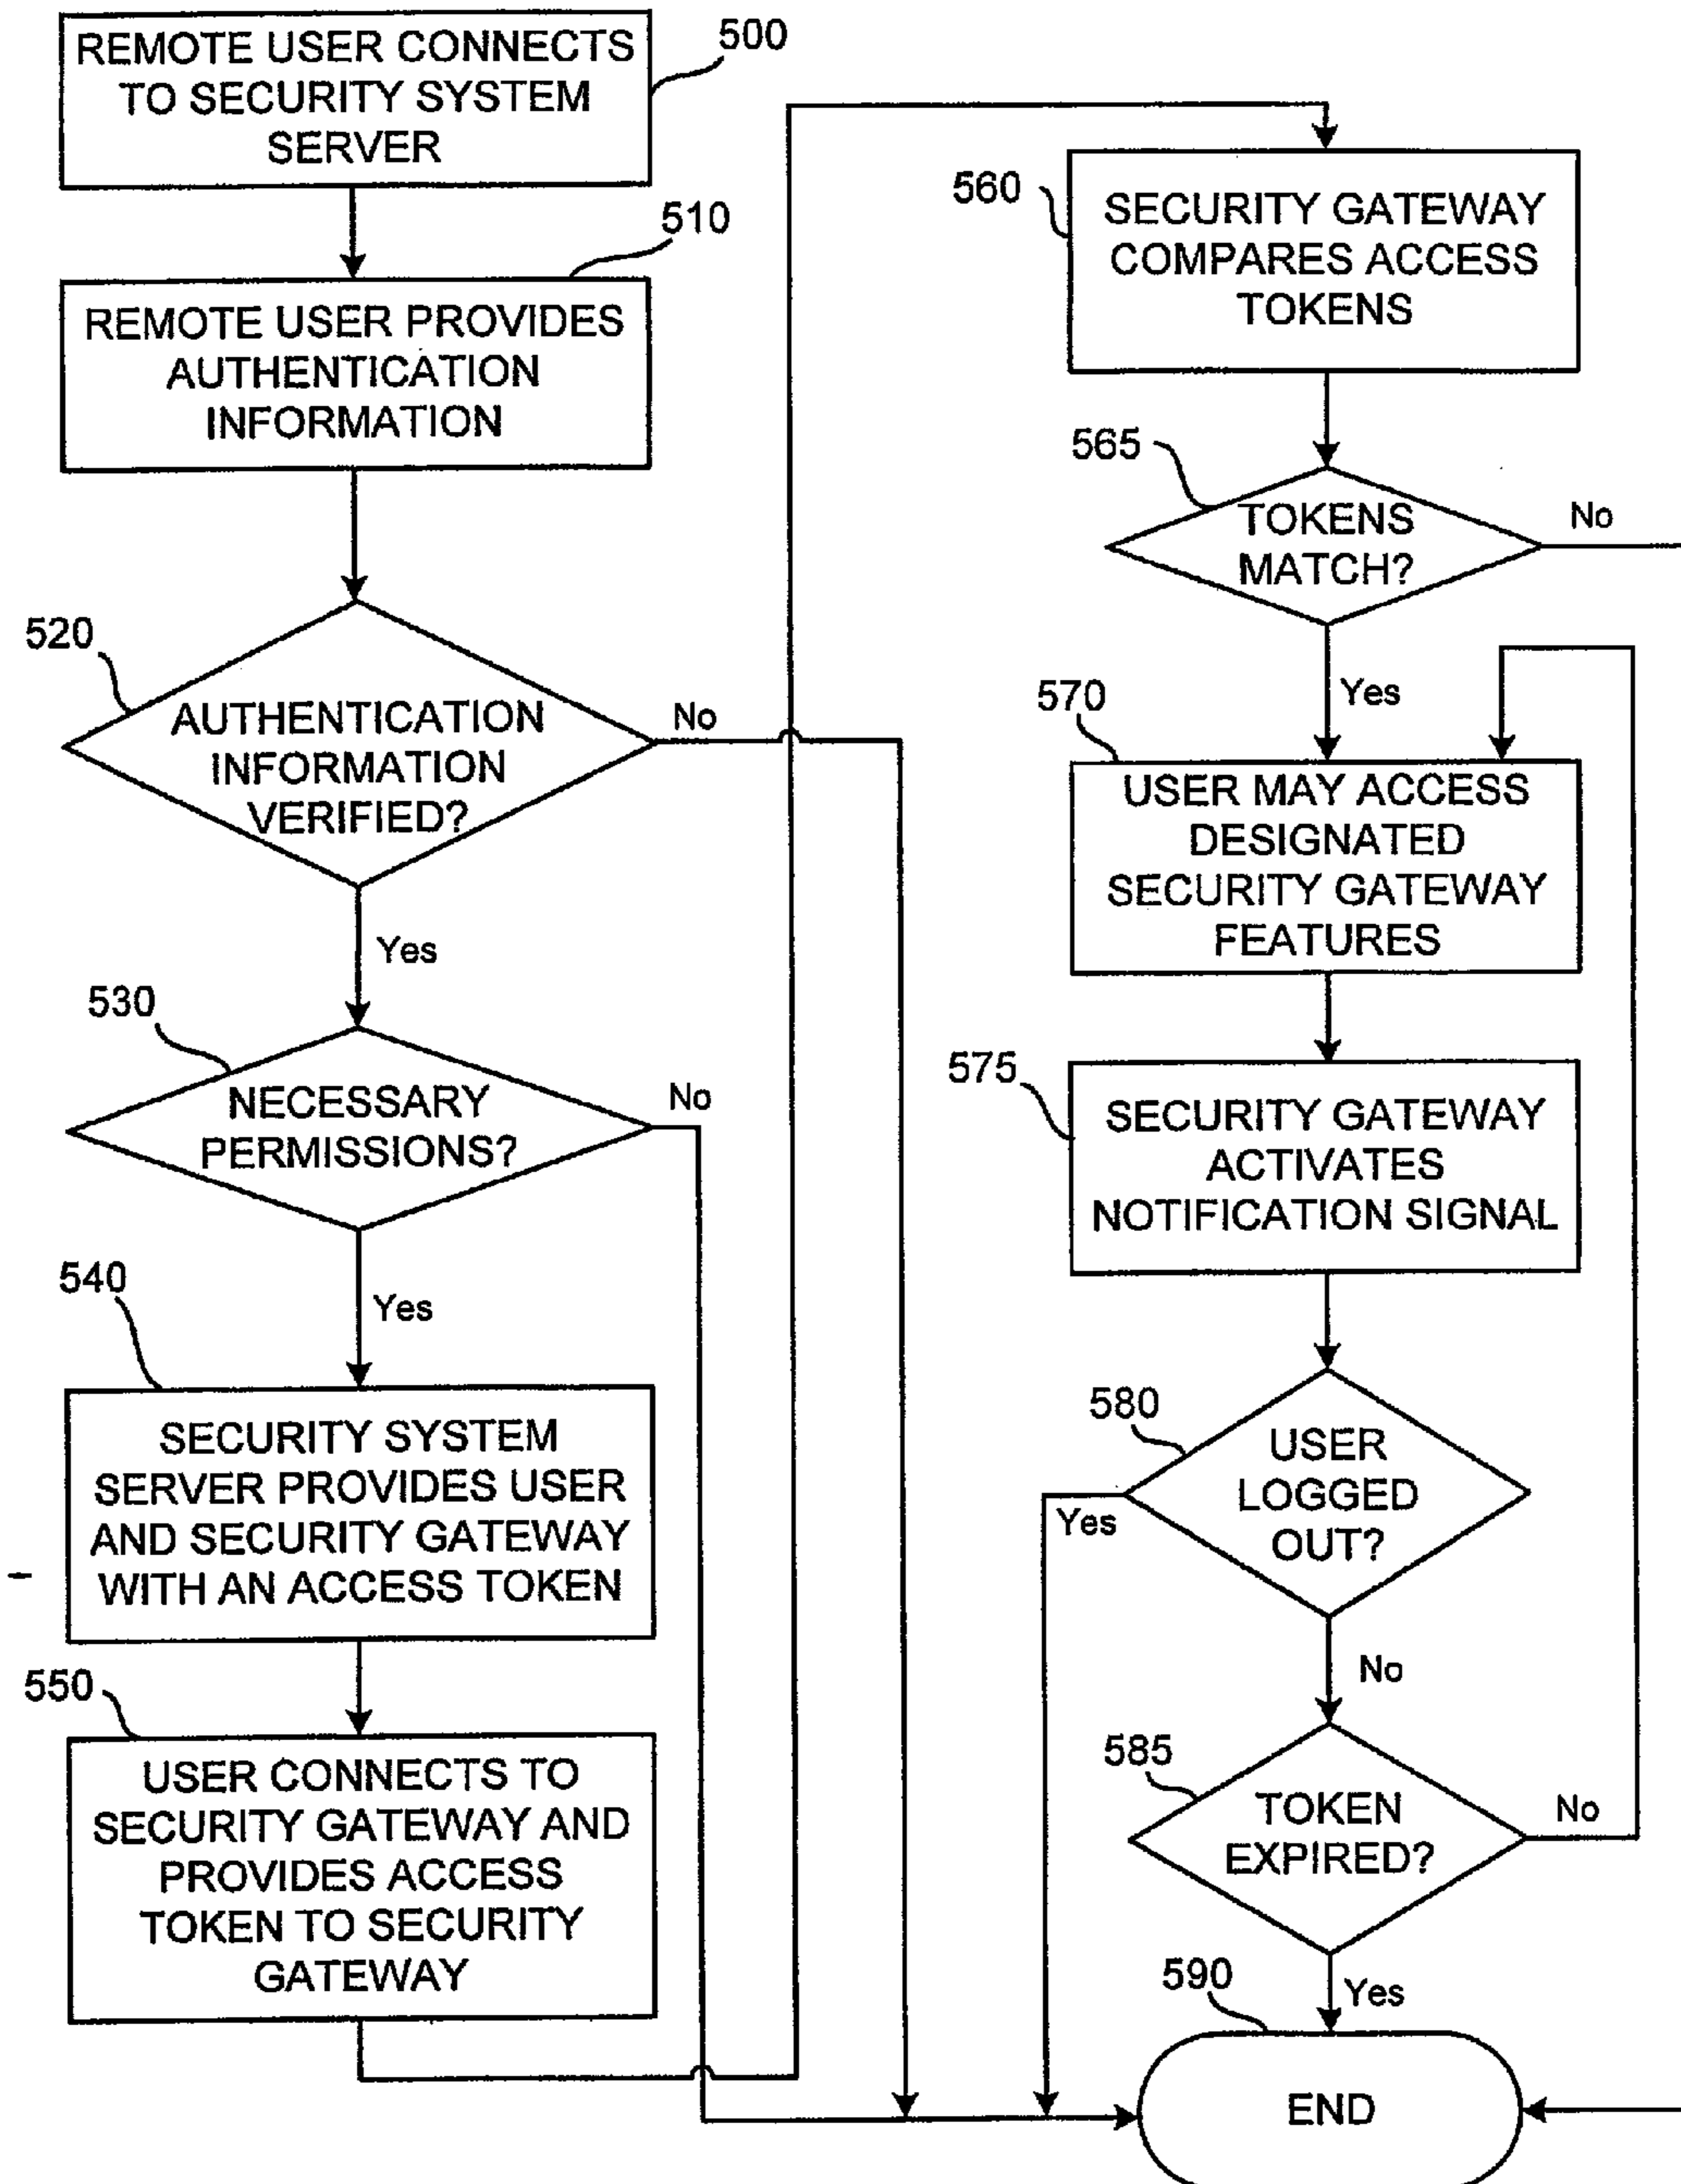 500
REMOTE USER CONNECTS
TO SECURITY SYSTEM
SERVER
510
REMOTE USER PROVIDES
AUTHENTICATION
INFORMATION
520
AUTHENTICATION
INFORMATION
VERIFIED?
No
Yes
530
NECESSARY
PERMISSIONS?
No
Yes
540
SECURITY SYSTEM
SERVER PROVIDES USER
AND SECURITY GATEWAY
WITH AN ACCESS TOKEN
550
USER CONNECTS TO
SECURITY GATEWAY AND
PROVIDES ACCESS
TOKEN TO SECURITY
GATEWAY
560
SECURITY GATEWAY
COMPARES ACCESS
TOKENS
565
TOKENS
MATCH?
No
Yes
570
USER MAY ACCESS
DESIGNATED
SECURITY GATEWAY
FEATURES
575
SECURITY GATEWAY
ACTIVATES
NOTIFICATION SIGNAL
580
USER
LOGGED
OUT?
Yes
No
585
TOKEN
EXPIRED?
No
Yes
590
END